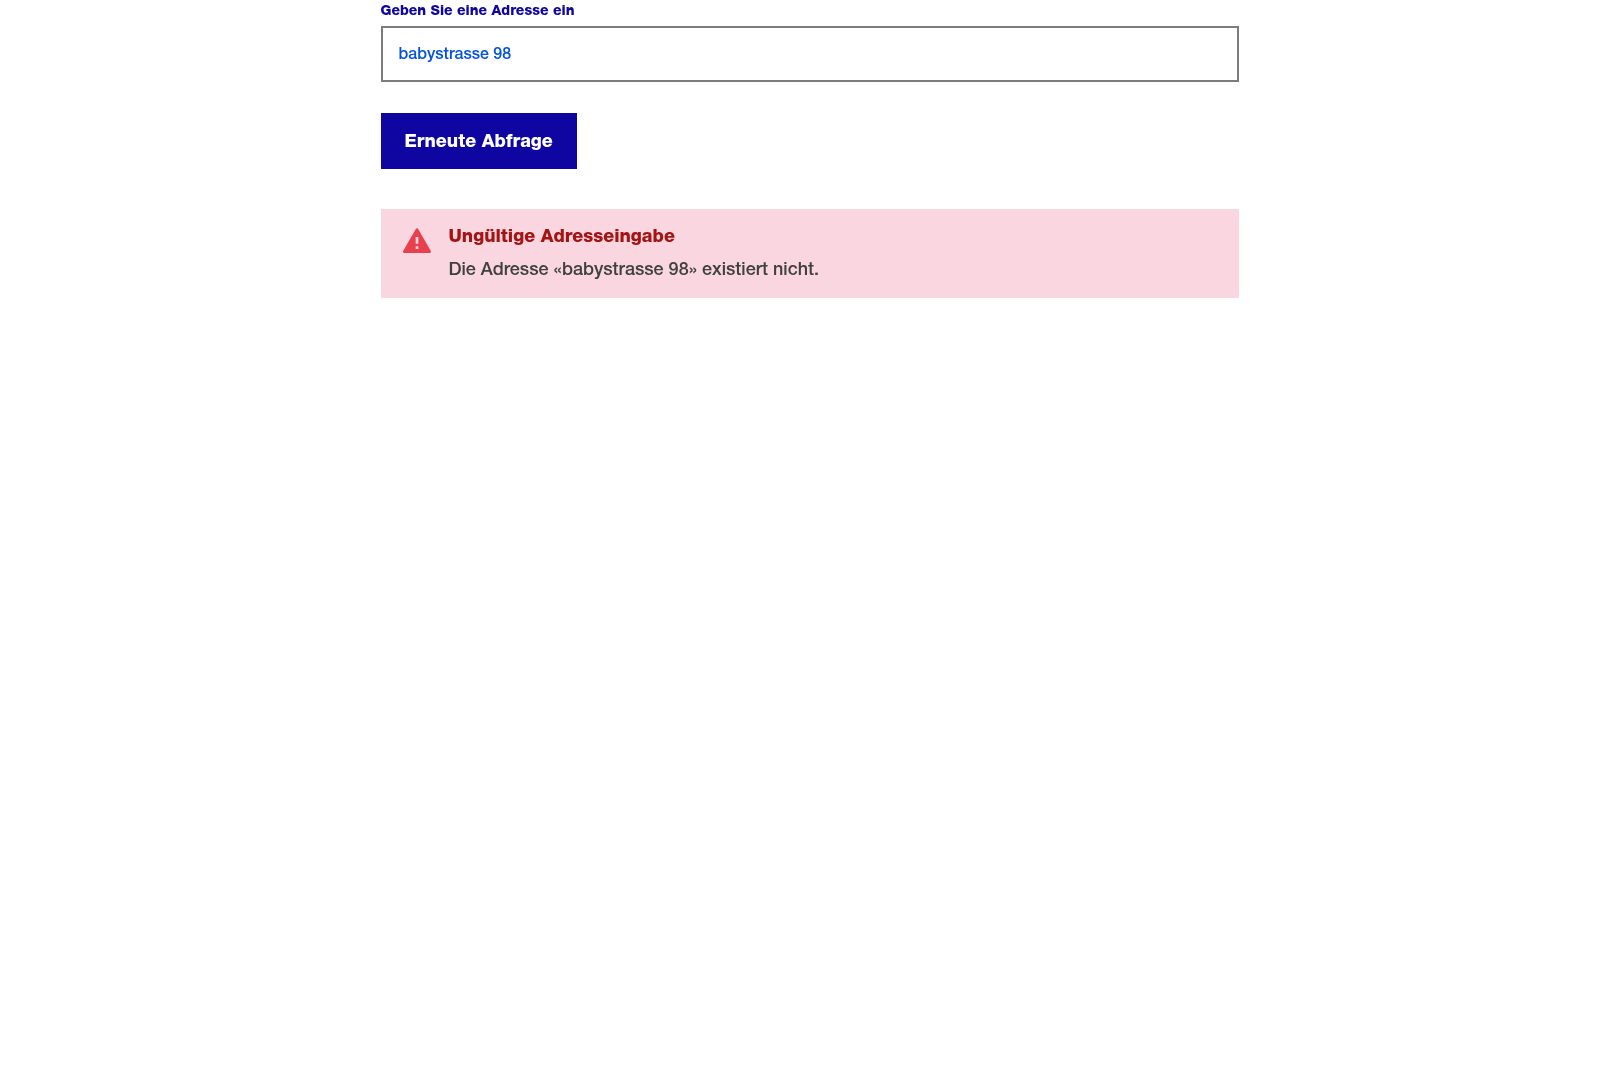 Geben Sie eine Adresse ein
babystrasse 98
Erneute Abfrage
Ungültige Adresseingabe
Die Adresse «babystrasse 98» existiert nicht.